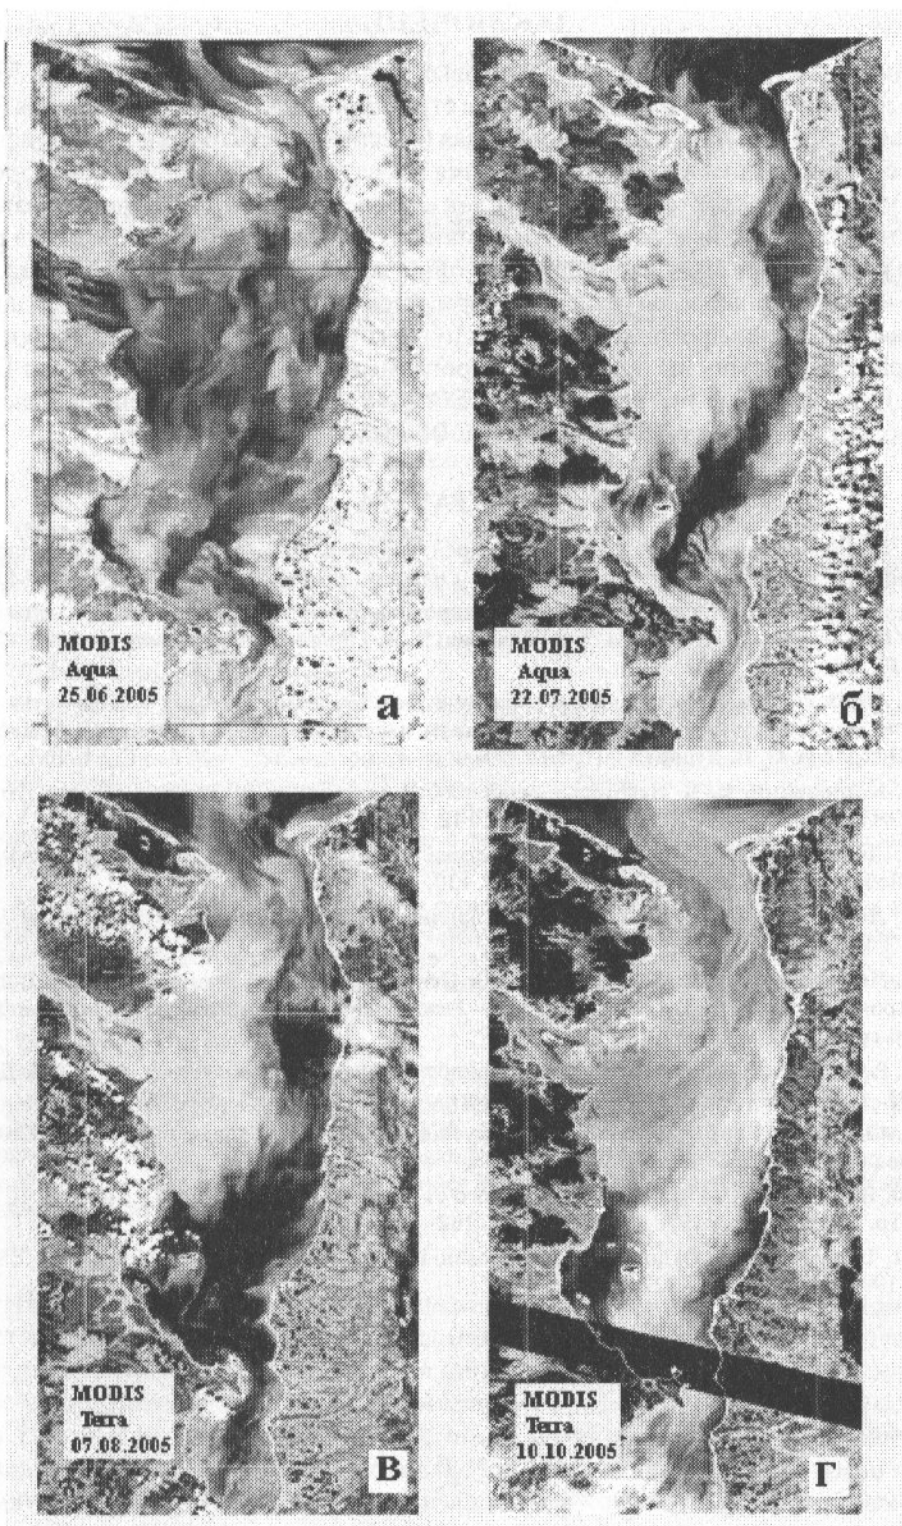 MODIS
Aqua
25.06.2005
а
MODIS
Aqua
22.07.2005
б
MODIS
Terra
07.08.2005
в
MODIS
Terra
10.10.2005
г